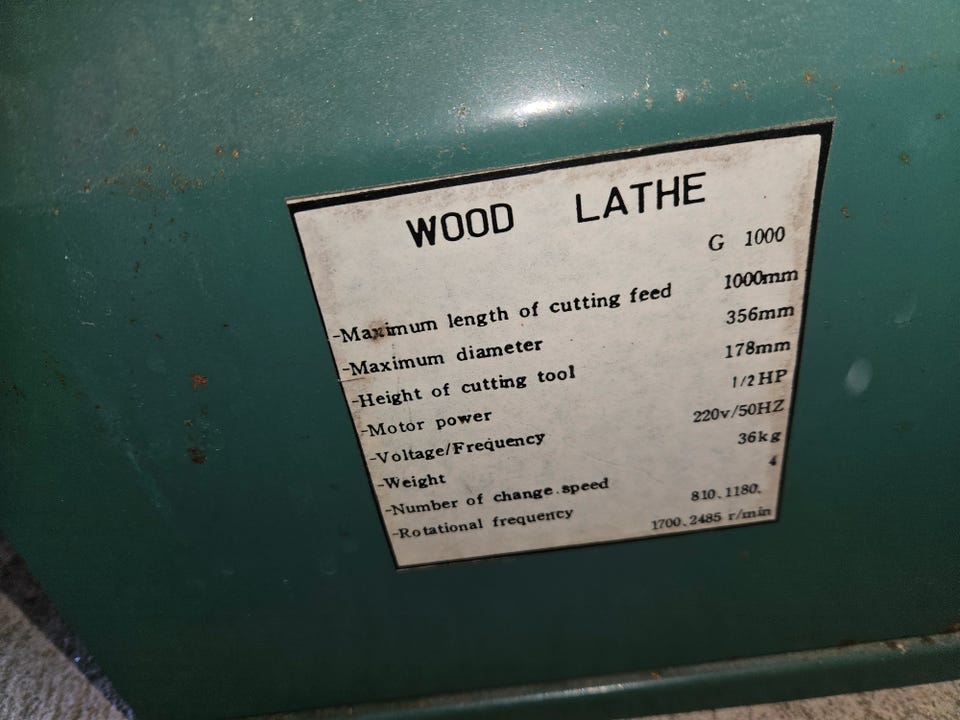 WOOD LATHE
G 1000
-Maximum length of cutting feed 1000mm
-Maximum diameter 356mm
-Height of cutting tool 178mm
-Motor power 1/2HP
-Voltage/Frequency 220v/50HZ
-Weight 36kg
-Number of change.speed 4
-Rotational frequency 810、1180、
1700、2485 r/min